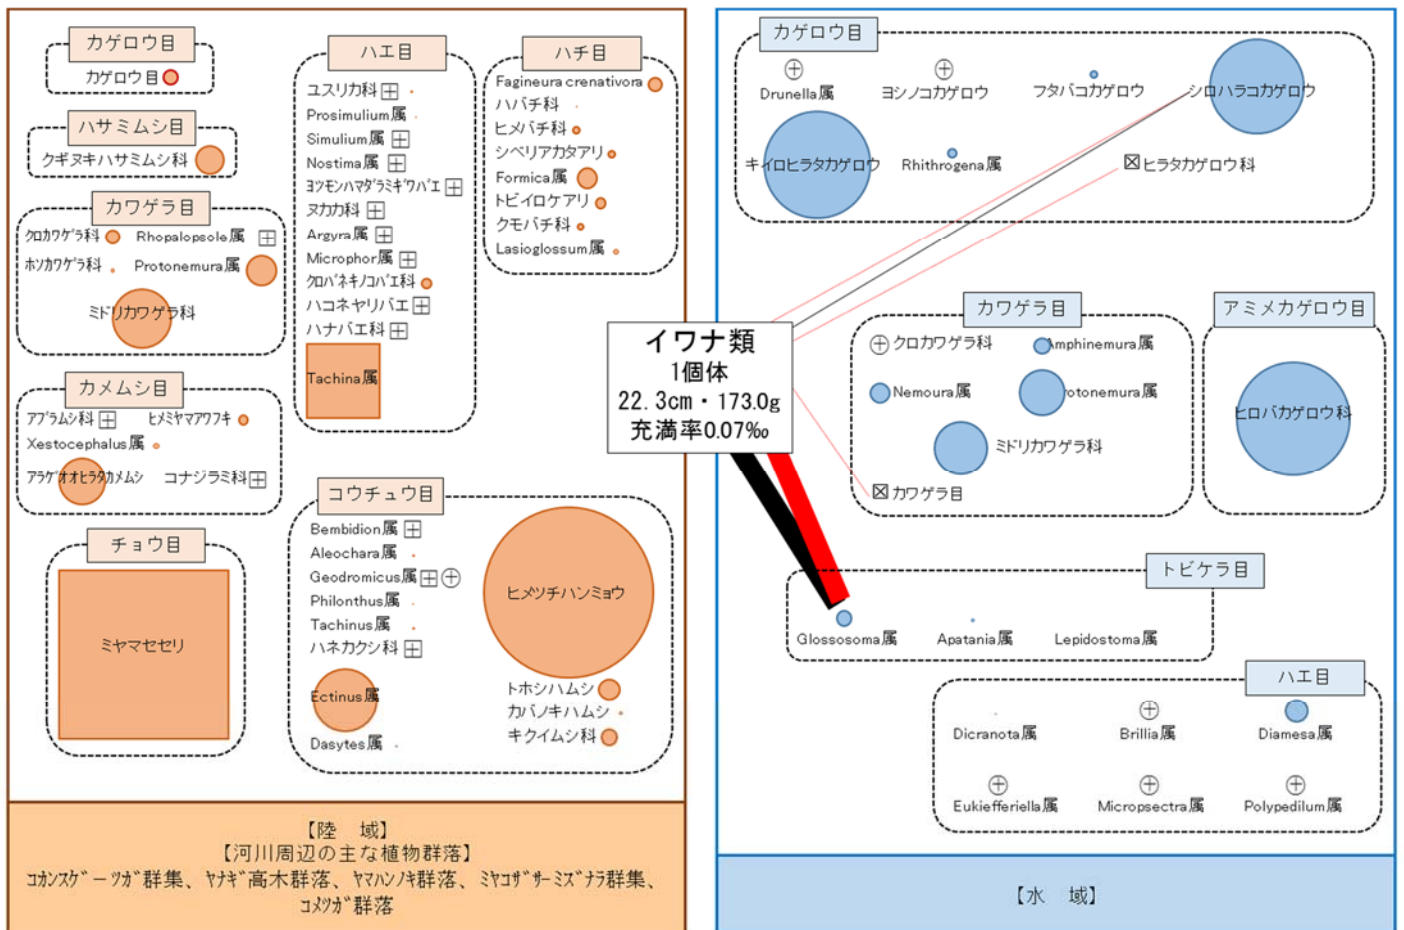 カゲロウ目
カゲロウ目
ハサミムシ目
クギヌキハサミムシ科
カワゲラ目
クロカワゲラ科
Rhopalopsole属
ホソカワゲラ科
Protonemura属
ミドリカワゲラ科
カメムシ目
アブラムシ科
ヒメミヤマアワフキ
Xestocephalus属
アラゲオオヒラタカメムシ
コナジラミ科
チョウ目
ミヤマセセリ
ハエ目
ユスリカ科
Prosimulium属
Simulium属
Nostima属
ヨツモンハマダラミギワバエ
ヌカカ科
Argyra属
Microphor属
クロバネキノコバエ科
ハコネヤリバエ
ハナバエ科
Tachina属
ハチ目
Fagineura crenativora
ハバチ科
ヒメバチ科
シベリアカタアリ
Formica属
トビイロケアリ
クモバチ科
Lasioglossum属
コウチュウ目
Bembidion属
Aleochara属
Geodromicus属
Philonthus属
Tachinus属
ハネカクシ科
Ectinus属
Dasytes属
ヒメツチハンミョウ
トホシハムシ
カバノキハムシ
キクイムシ科
【陸　域】
【河川周辺の主な植物群落】
コカンスゲーツガ群集、ヤナギ高木群落、ヤマハンノキ群落、ミヤコザサーミズナラ群集、
コメツガ群落
イワナ類
1個体
22.3cm・173.0g
充満率0.07‰
カゲロウ目
Drunella属
ヨシノコカゲロウ
フタバコカゲロウ
シロハラコカゲロウ
キイロヒラタカゲロウ
Rhithrogena属
ヒラタカゲロウ科
カワゲラ目
クロカワゲラ科
Amphinemura属
Nemoura属
rotonemura属
ミドリカワゲラ科
カワゲラ目
アミメカゲロウ目
ヒロバカゲロウ科
トビケラ目
Glossosoma属
Apatania属
Lepidostoma属
ハエ目
Dicranota属
Brillia属
Diamesa属
Eukiefferiella属
Micropsectra属
Polypedilum属
【水　域】